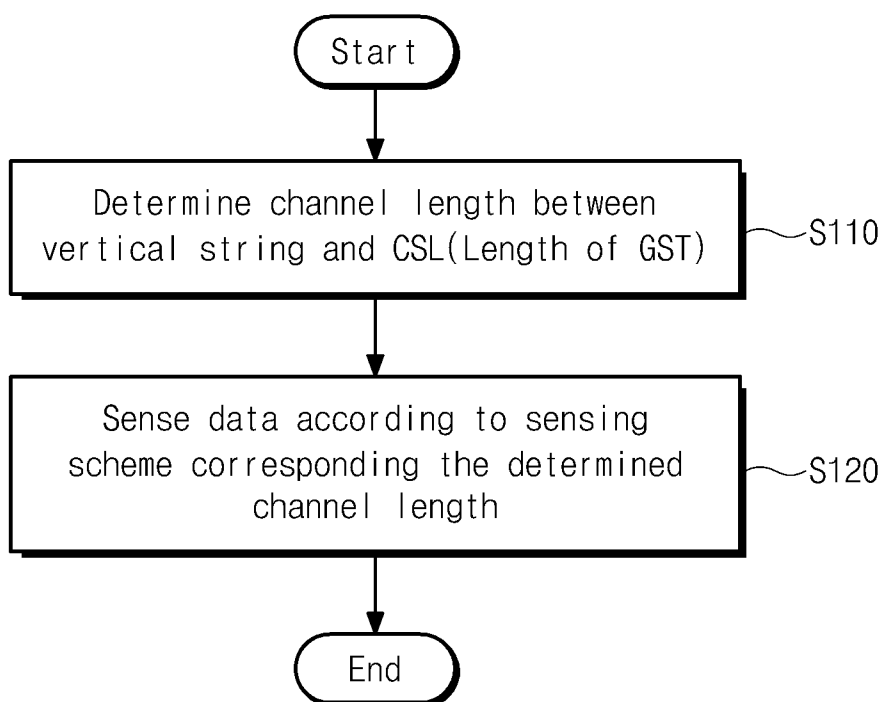 Start
Determine channel length between
vertical string and CSL(Length of GST)
S110
Sense data according to sensing
scheme corresponding the determined
channel length
S120
End